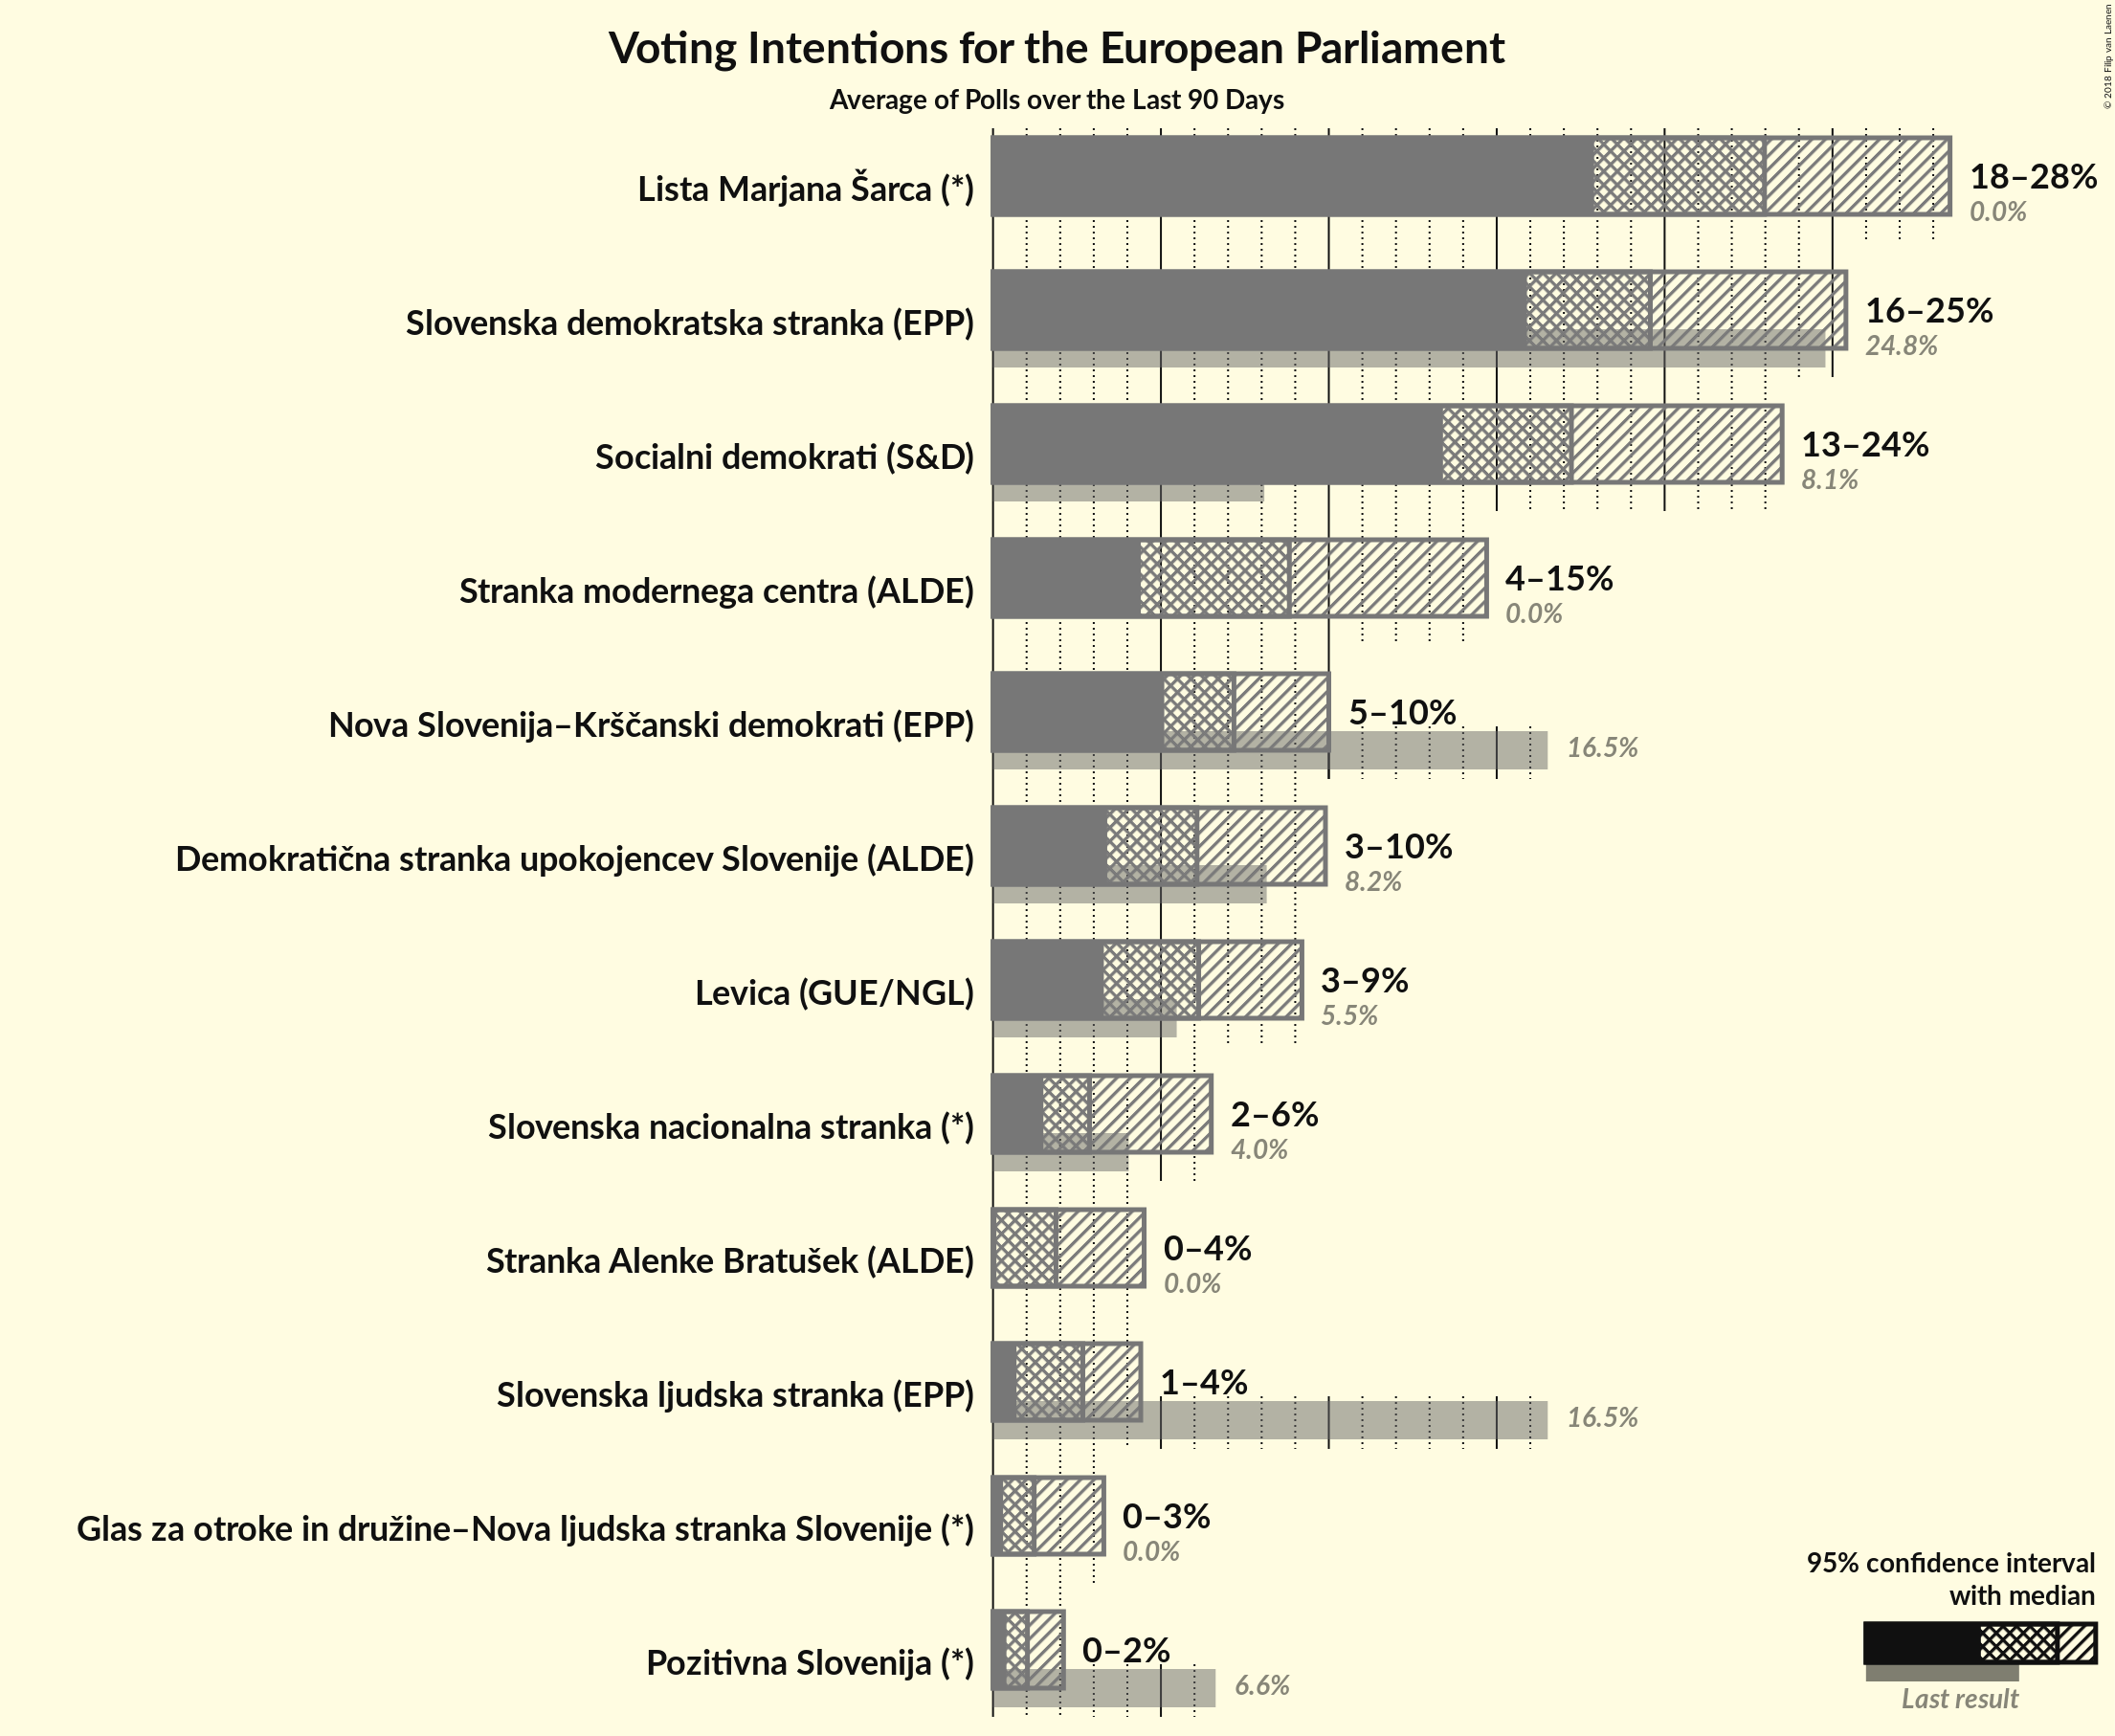 Voting Intentions for the European Parliament
Average of Polls over the Last 90 Days
© 2018 Filip van Laenen
Lista Marjana Šarca (*)
18–28%
0.0%
Slovenska demokratska stranka (EPP)
16–25%
24.8%
Socialni demokrati (S&D)
13–24%
8.1%
Stranka modernega centra (ALDE)
4–15%
0.0%
Nova Slovenija–Krščanski demokrati (EPP)
5–10%
16.5%
Demokratična stranka upokojencev Slovenije (ALDE)
3–10%
8.2%
Levica (GUE/NGL)
3–9%
5.5%
Slovenska nacionalna stranka (*)
2–6%
4.0%
Stranka Alenke Bratušek (ALDE)
0–4%
0.0%
Slovenska ljudska stranka (EPP)
1–4%
16.5%
Glas za otroke in družine–Nova ljudska stranka Slovenije (*)
0–3%
0.0%
Pozitivna Slovenija (*)
0–2%
6.6%
95% confidence interval
with median
Last result